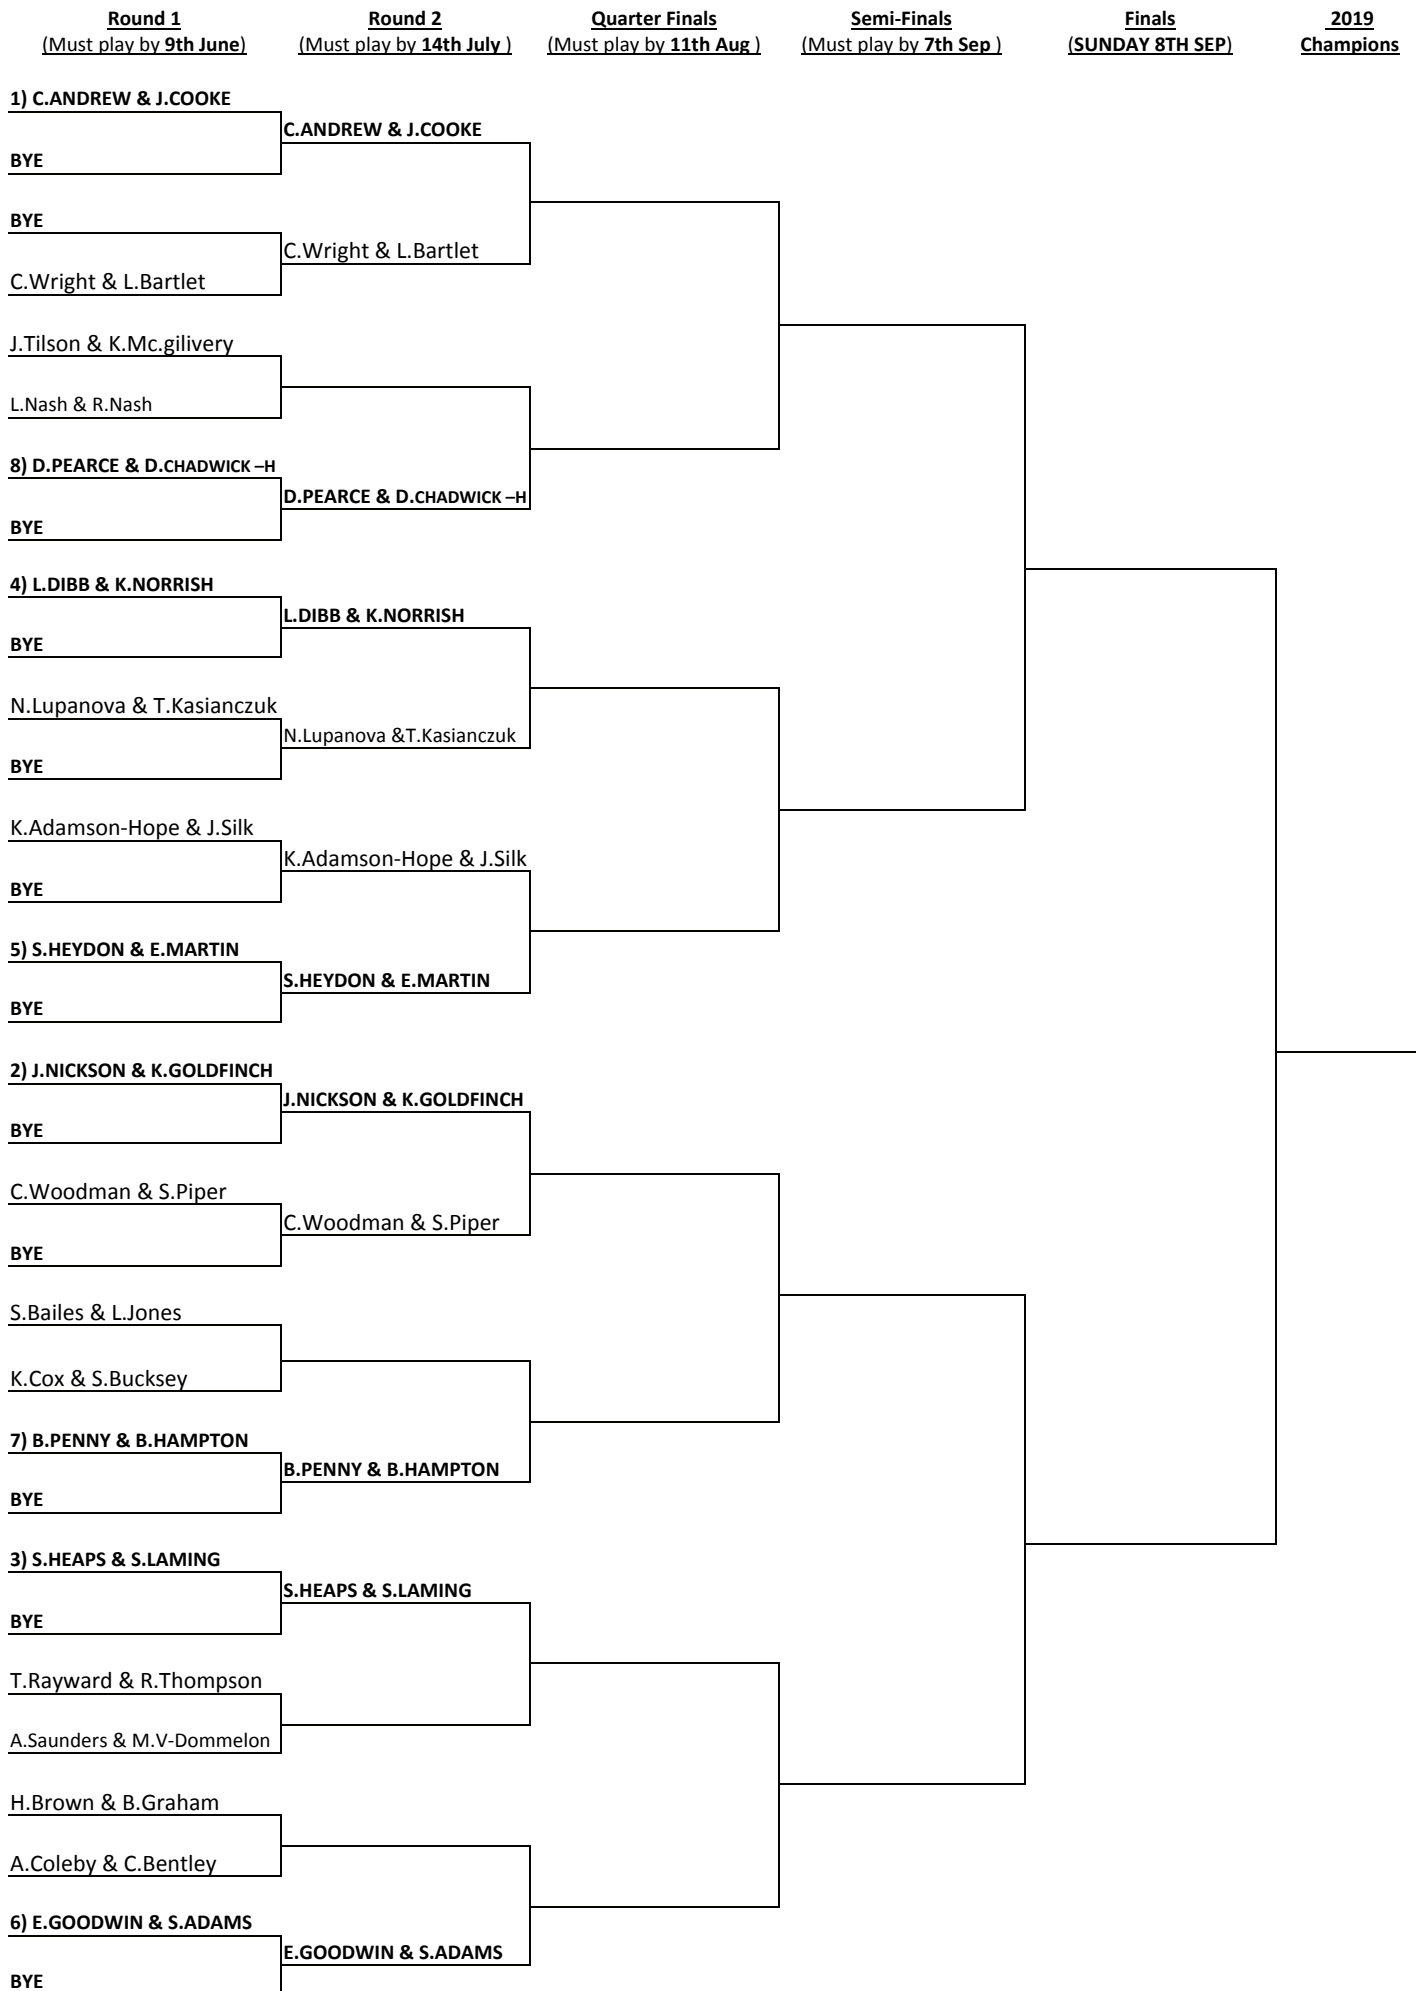 Round 1
(Must play by 9th June)
Round 2
(Must play by 14th July )
Quarter Finals
(Must play by 11th Aug )
Semi-Finals
(Must play by 7th Sep )
Finals
(SUNDAY 8TH SEP)
2019
Champions
1) C.ANDREW & J.COOKE
C.ANDREW & J.COOKE
BYE
BYE
C.Wright & L.Bartlet
C.Wright & L.Bartlet
J.Tilson & K.Mc.gilivery
L.Nash & R.Nash
8) D.PEARCE & D.CHADWICK –H
D.PEARCE & D.CHADWICK –H
BYE
4) L.DIBB & K.NORRISH
L.DIBB & K.NORRISH
BYE
N.Lupanova & T.Kasianczuk
N.Lupanova &T.Kasianczuk
BYE
K.Adamson-Hope & J.Silk
K.Adamson-Hope & J.Silk
BYE
5) S.HEYDON & E.MARTIN
S.HEYDON & E.MARTIN
BYE
2) J.NICKSON & K.GOLDFINCH
J.NICKSON & K.GOLDFINCH
BYE
C.Woodman & S.Piper
C.Woodman & S.Piper
BYE
S.Bailes & L.Jones
K.Cox & S.Bucksey
7) B.PENNY & B.HAMPTON
B.PENNY & B.HAMPTON
BYE
3) S.HEAPS & S.LAMING
S.HEAPS & S.LAMING
BYE
T.Rayward & R.Thompson
A.Saunders & M.V-Dommelon
H.Brown & B.Graham
A.Coleby & C.Bentley
6) E.GOODWIN & S.ADAMS
E.GOODWIN & S.ADAMS
BYE